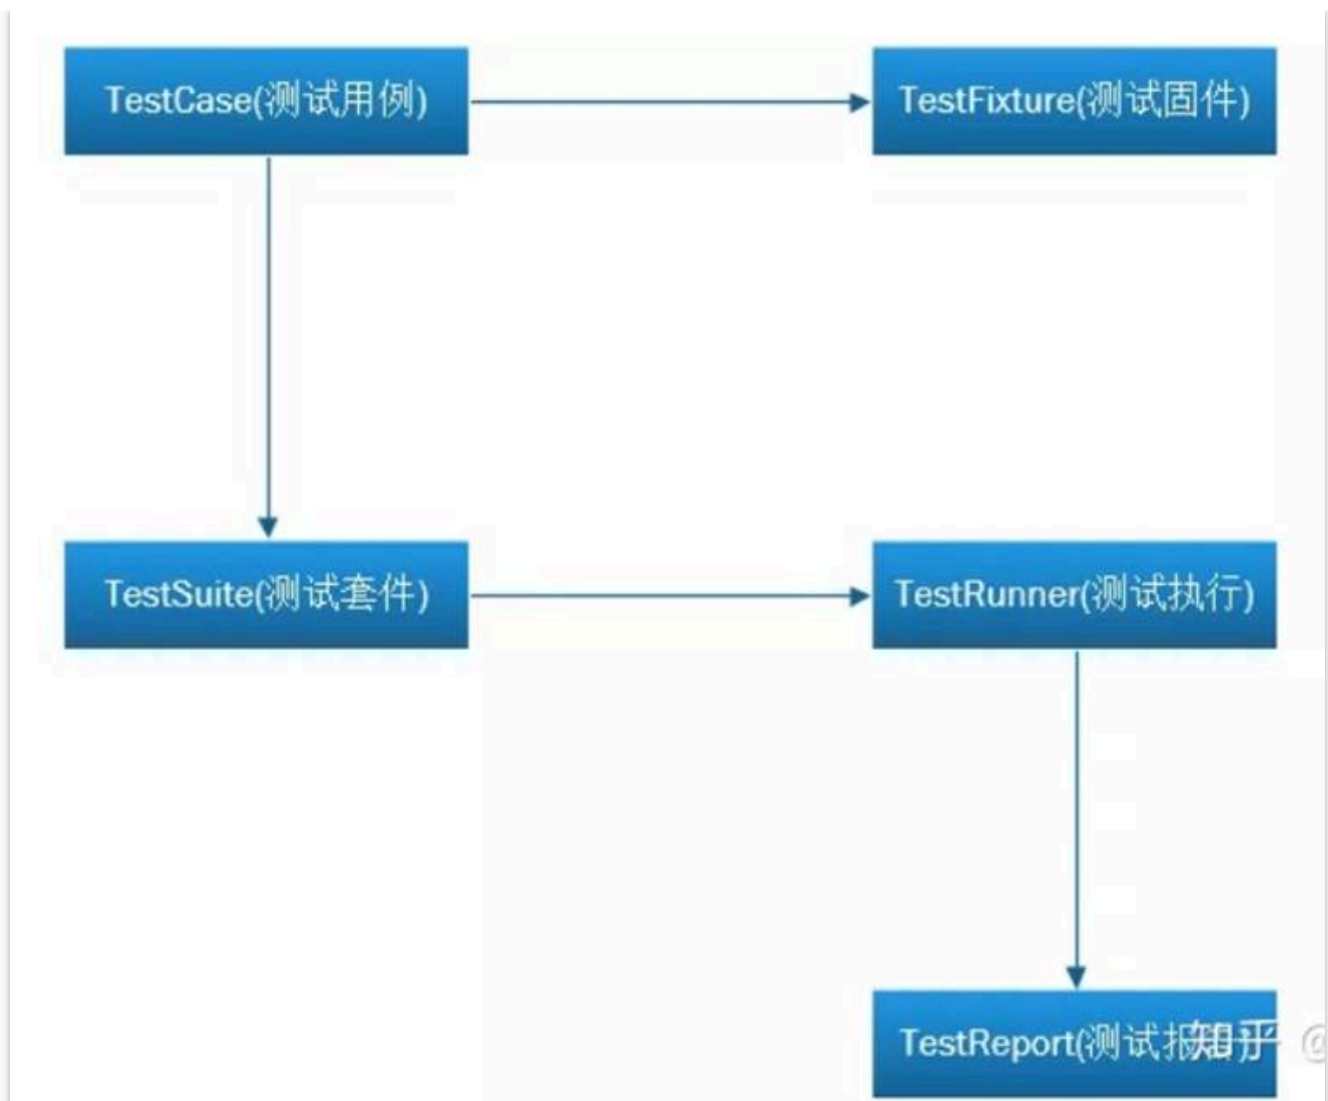 TestCase(测试用例)
TestFixture(测试固件)
TestSuite(测试套件)
TestRunner(测试执行)
TestReport(测试报
知乎 @